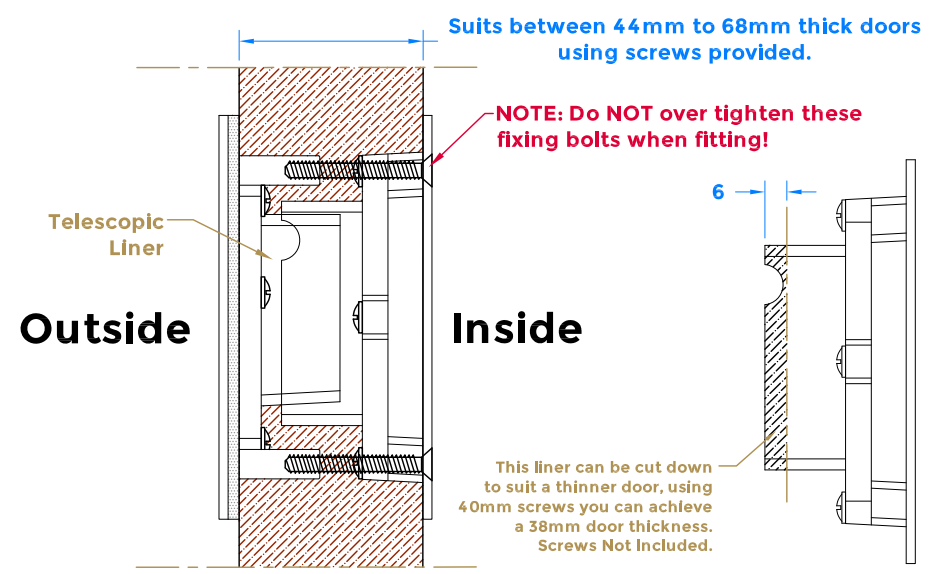 Suits between 44mm to 68mm thick doors
using screws provided.
NOTE: Do NOT over tighten these
fixing bolts when fitting!
6
Telescopic
Liner
Outside
Inside
This liner can be cut down
to suit a thinner door, using
40mm screws you can achieve
a 38mm door thickness.
Screws Not Included.